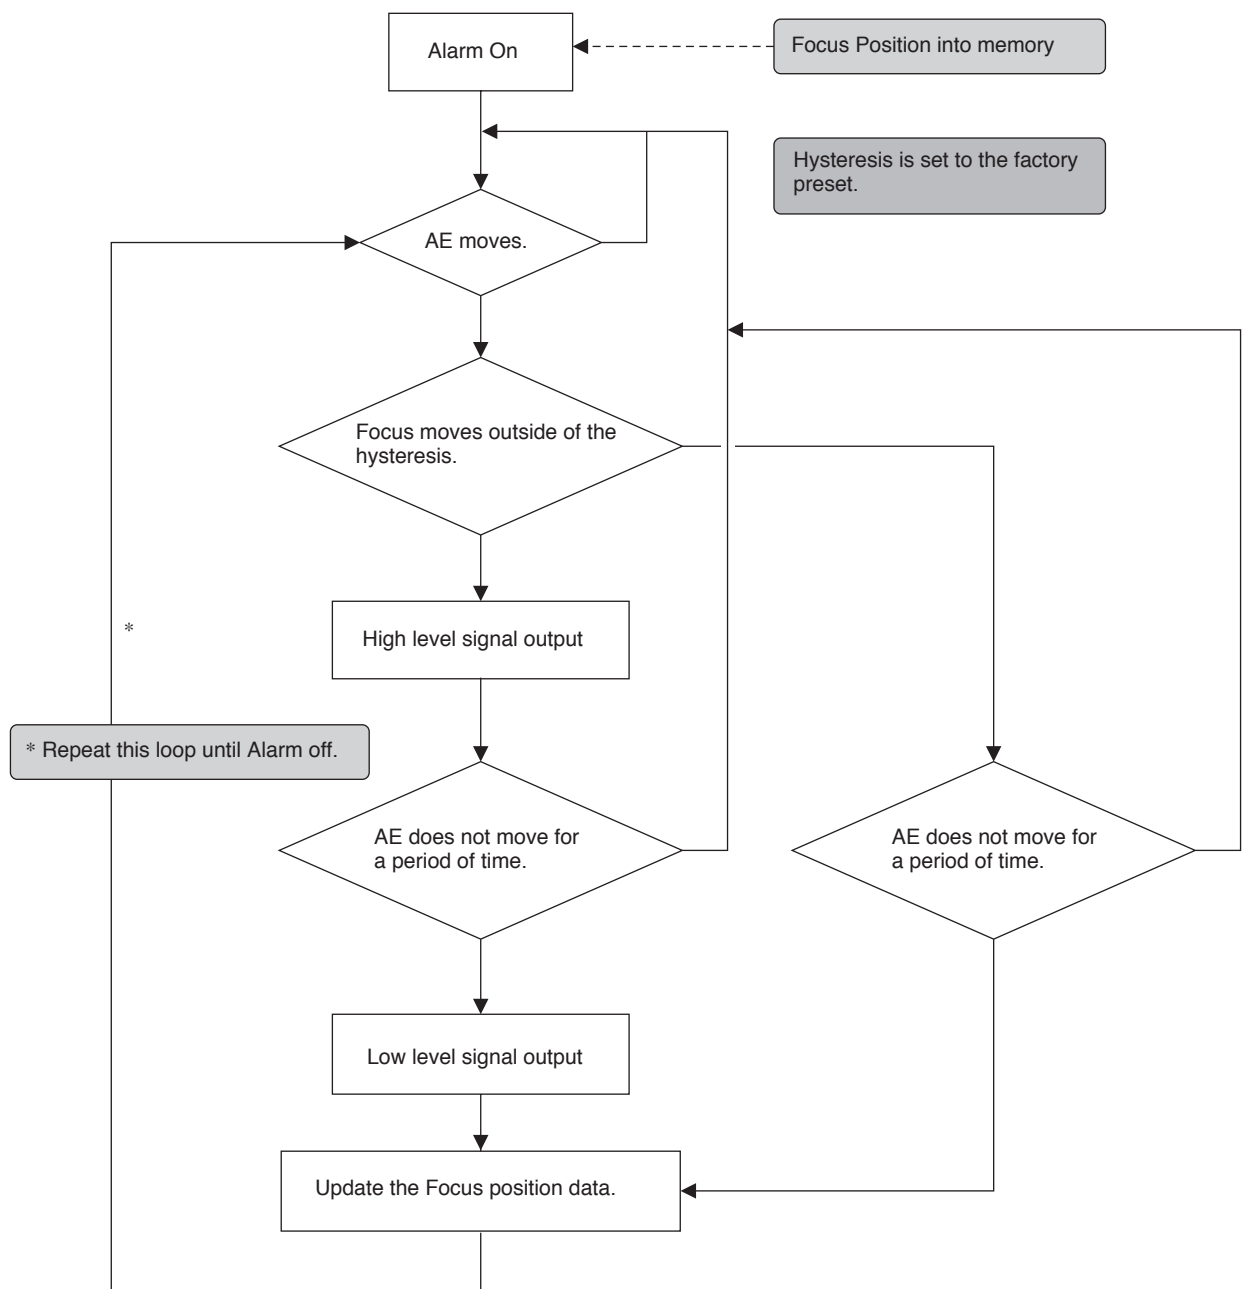 Alarm On
Focus Position into memory
Hysteresis is set to the factory
preset.
AE moves.
Focus moves outside of the
hysteresis.
*
High level signal output
* Repeat this loop until Alarm off.
AE does not move for
a period of time.
AE does not move for
a period of time.
Low level signal output
Update the Focus position data.